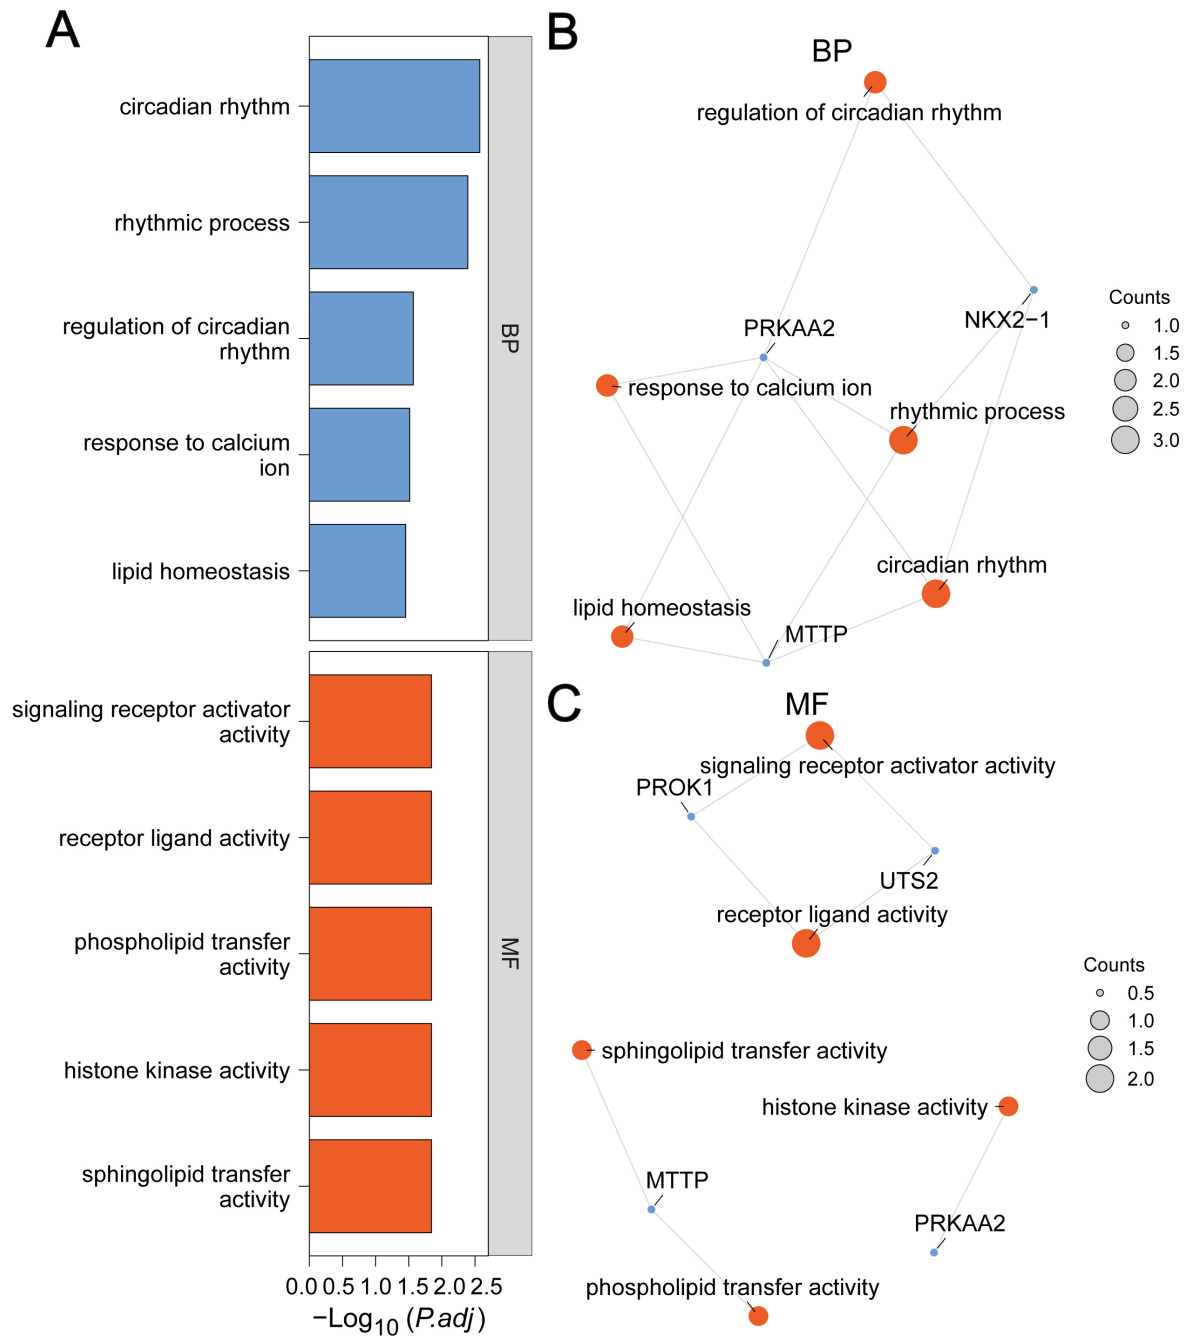 A
circadian rhythm
rhythmic process
regulation of circadian
rhythm
response to calcium
ion
lipid homeostasis
BP
signaling receptor activator
activity
receptor ligand activity
phospholipid transfer
activity
histone kinase activity
sphingolipid transfer
activity
MF
0.0 0.5 1.0 1.5 2.0 2.5
−Log10 (P.adj)
B
BP
regulation of circadian rhythm
NKX2−1
PRKAA2
response to calcium ion
rhythmic process
circadian rhythm
lipid homeostasis
MTTP
Counts
1.0
1.5
2.0
2.5
3.0
C
MF
signaling receptor activator activity
PROK1
UTS2
receptor ligand activity
sphingolipid transfer activity
histone kinase activity
MTTP
PRKAA2
phospholipid transfer activity
Counts
0.5
1.0
1.5
2.0